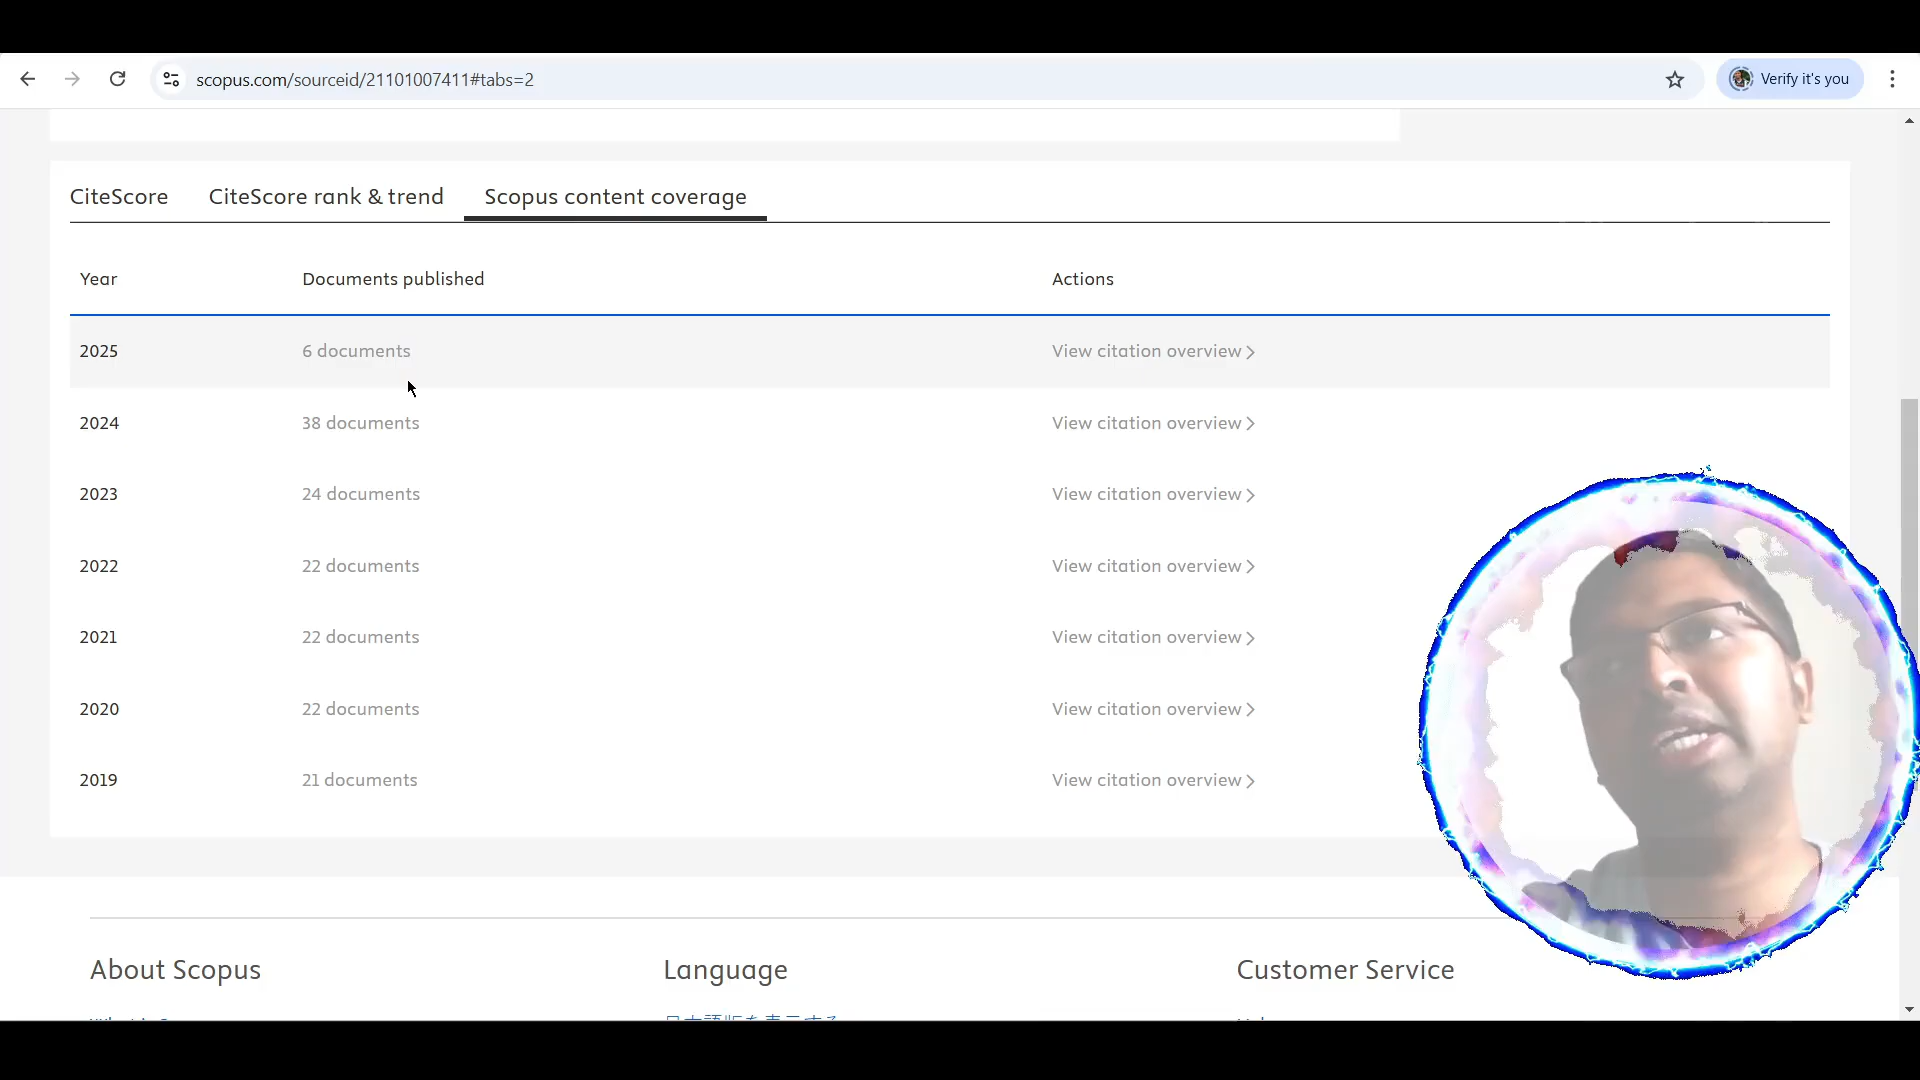 scopus.com/sourceid/21101007411#tabs=2
Verify it's you
CiteScore CiteScore rank & trend Scopus content coverage
Year Documents published Actions
2025 6 documents View citation overview
2024 38 documents View citation overview
2023 24 documents View citation overview
2022 22 documents View citation overview
2021 22 documents View citation overview
2020 22 documents View citation overview
2019 21 documents View citation overview
About Scopus Language Customer Service